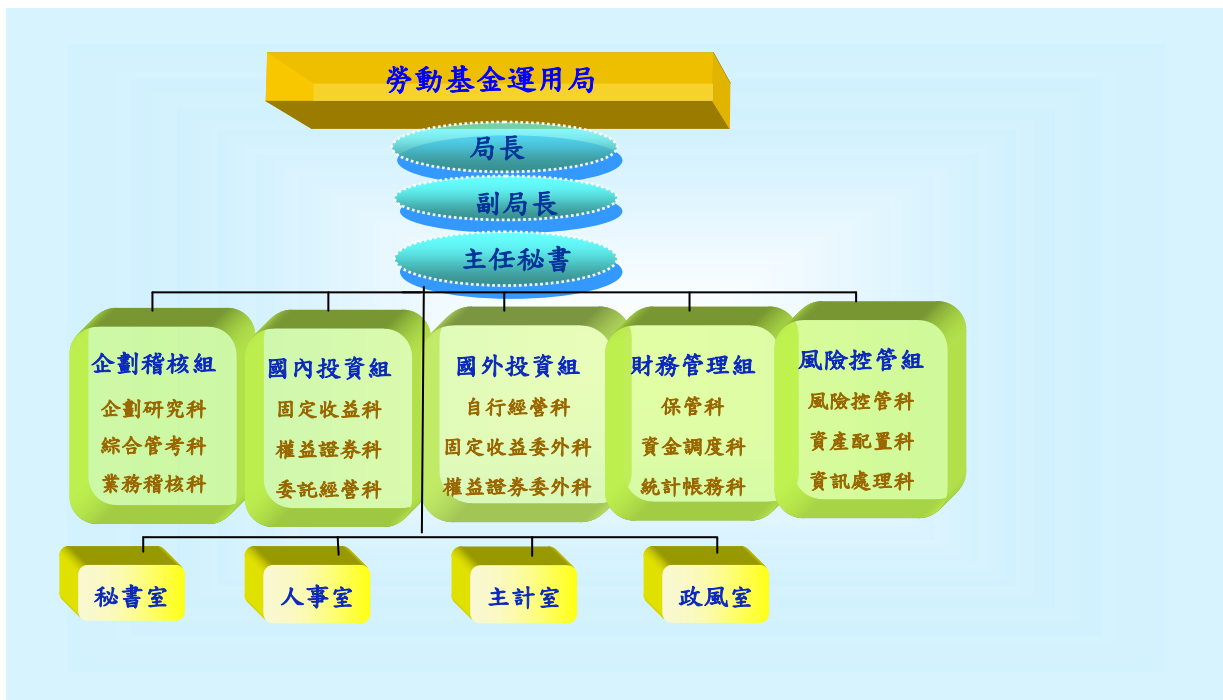 勞動基金運用局
局長
副局長
主任秘書
企劃稽核組
企劃研究科
綜合管考科
業務稽核科
國內投資組
固定收益科
權益證券科
委託經營科
國外投資組
自行經營科
固定收益委外科
權益證券委外科
財務管理組
保管科
資金調度科
統計帳務科
風險控管組
風險控管科
資產配置科
資訊處理科
秘書室
人事室
主計室
政風室